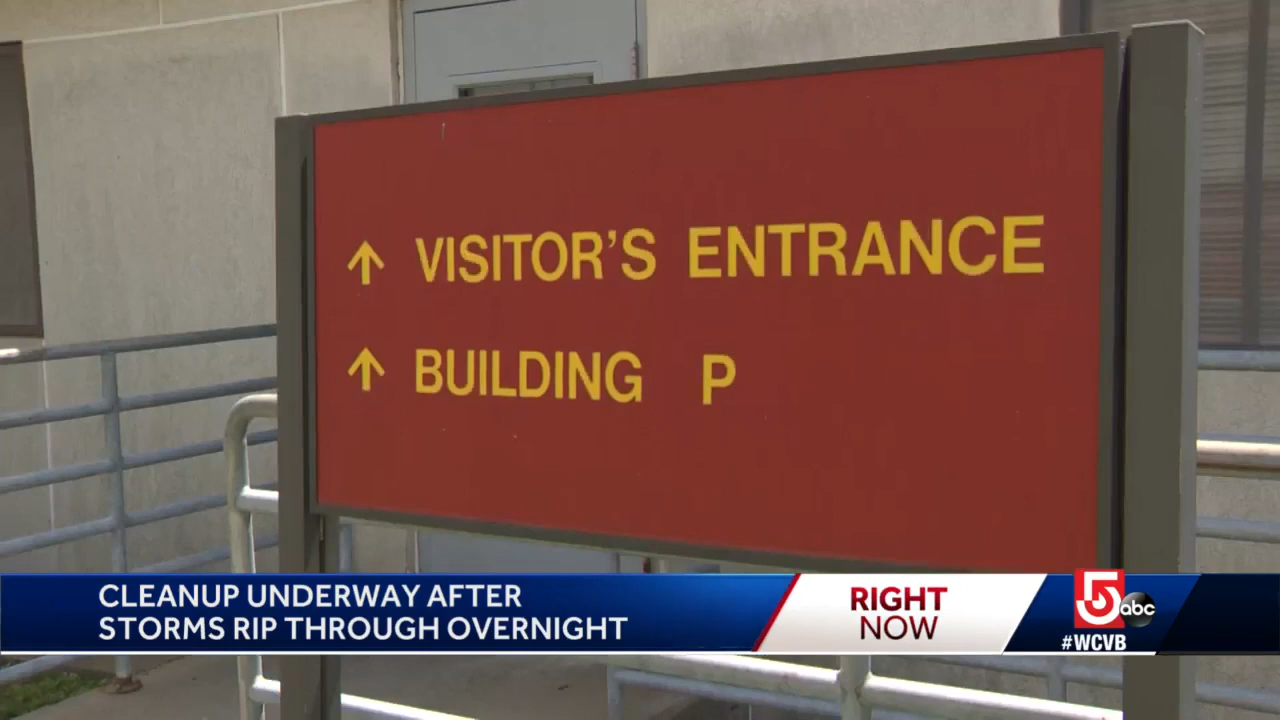 ↑ VISITOR'S ENTRANCE
↑ BUILDING P
CLEANUP UNDERWAY AFTER
STORMS RIP THROUGH OVERNIGHT
RIGHT
NOW
5 abc
#WCVB